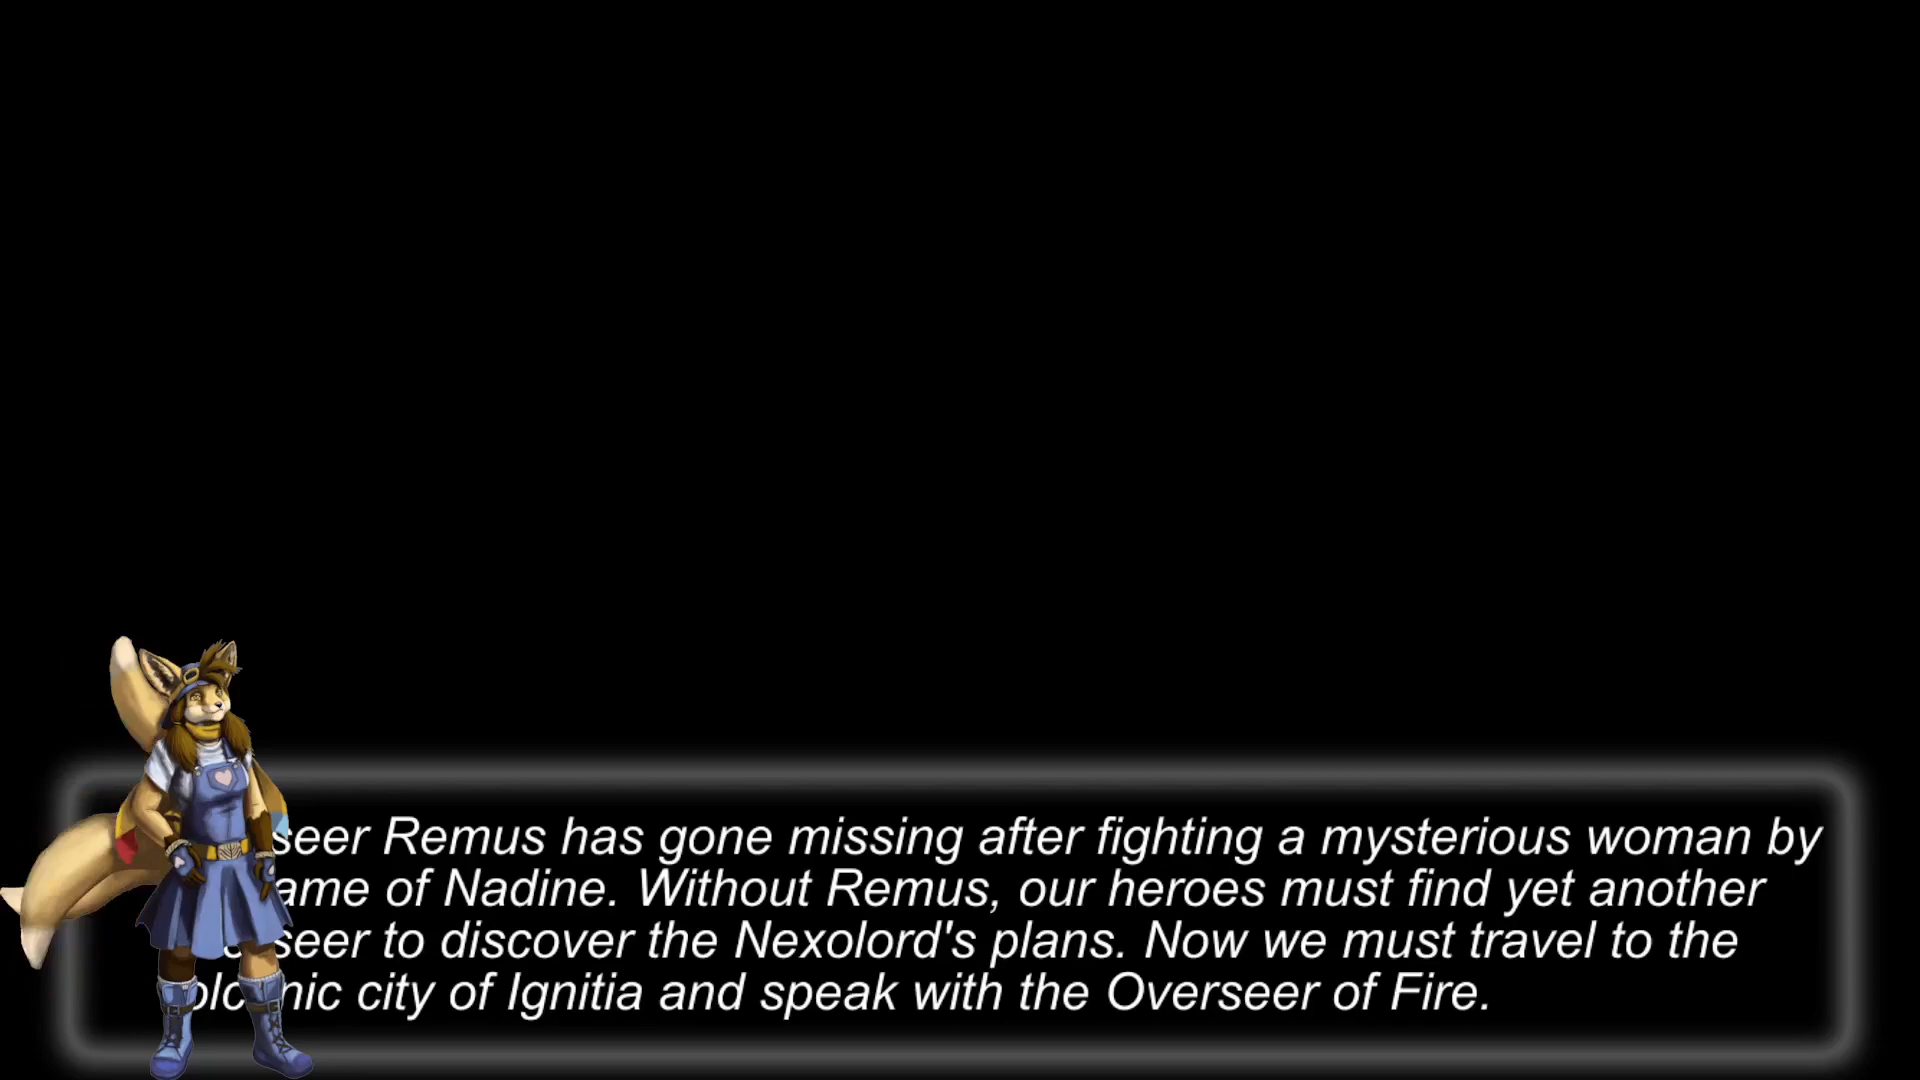 seer Remus has gone missing after fighting a mysterious woman by
ame of Nadine. Without Remus, our heroes must find yet another
seer to discover the Nexolord's plans. Now we must travel to the
city of Ignitia and speak with the Overseer of Fire.